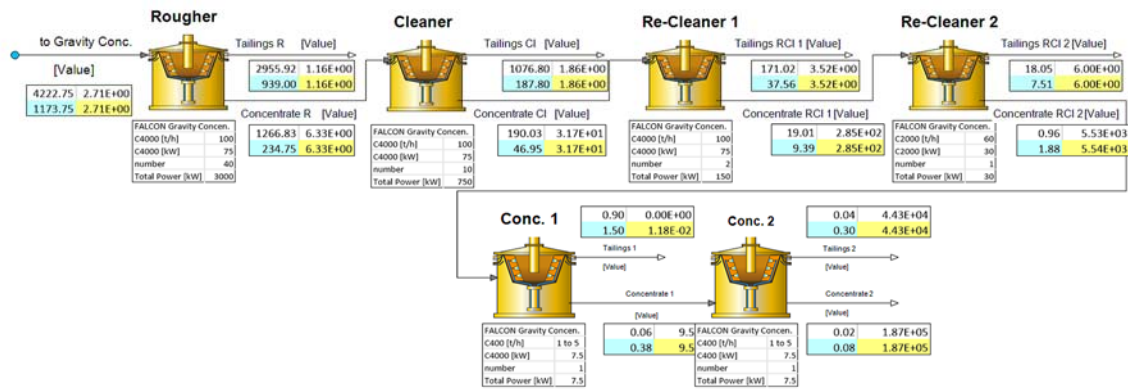 Rougher
Cleaner
Re-Cleaner 1
Re-Cleaner 2
to Gravity Conc.
[Value]
4222.75 2.71E+00
1173.75 2.71E+00
Tailings R [Value]
2955.92 1.16E+00
939.00 1.16E+00
Concentrate R [Value]
1266.83 6.33E+00
234.75 6.33E+00
FALCON Gravity Concen.
C4000 [t/h] 100
C4000 [kW] 75
number 40
Total Power [kW] 3000
Tailings Cl [Value]
1076.80 1.86E+00
187.80 1.86E+00
Concentrate Cl [Value]
190.03 3.17E+01
46.95 3.17E+01
FALCON Gravity Concen.
C4000 [t/h] 100
C4000 [kW] 75
number 10
Total Power [kW] 750
Tailings RCl 1 [Value]
171.02 3.52E+00
37.56 3.52E+00
Concentrate RCl 1 [Value]
19.01 2.85E+02
9.39 2.85E+02
FALCON Gravity Concen.
C4000 [t/h] 100
C4000 [kW] 75
number 2
Total Power [kW] 150
Tailings RCl 2 [Value]
18.05 6.00E+00
7.51 6.00E+00
Concentrate RCl 2 [Value]
0.96 5.53E+03
1.88 5.54E+03
FALCON Gravity Concen.
C2000 [t/h] 60
C2000 [kW] 30
number 1
Total Power [kW] 30
Conc. 1
0.90 0.00E+00
1.50 1.18E-02
Tailings 1
[Value]
Concentrate 1
[Value]
0.06 9.5
0.38 9.5
FALCON Gravity Concen.
C400 [t/h] 1 to 5
C4000 [kW] 7.5
number 1
Total Power [kW] 7.5
Conc. 2
0.04 4.43E+04
0.30 4.43E+04
Tailings 2
[Value]
Concentrate 2
[Value]
0.02 1.87E+05
0.08 1.87E+05
FALCON Gravity Concen.
C400 [t/h] 1 to 5
C4000 [kW] 7.5
number 1
Total Power [kW] 7.5